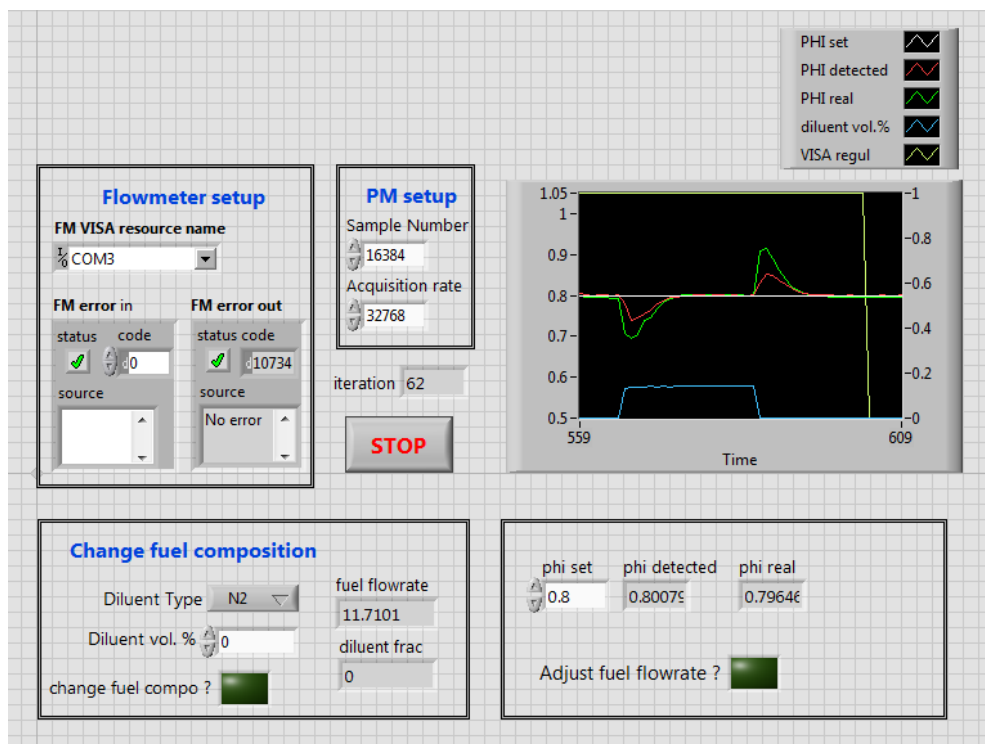 PHI set
PHI detected
PHI real
diluent vol.%
VISA regul
Flowmeter setup
FM VISA resource name
I/O COM3
FM error in
FM error out
status code
0
source
status code
d10734
source
No error
PM setup
Sample Number
16384
Acquisition rate
32768
iteration 62
STOP
1.05
1
0.9
0.8
0.7
0.6
0.5
1
0.8
0.6
0.4
0.2
0
559
609
Time
Change fuel composition
Diluent Type N2
Diluent vol. % 0
change fuel compo ?
fuel flowrate
11.7101
diluent frac
0
phi set
phi detected
phi real
0.8
0.80079
0.79646
Adjust fuel flowrate ?